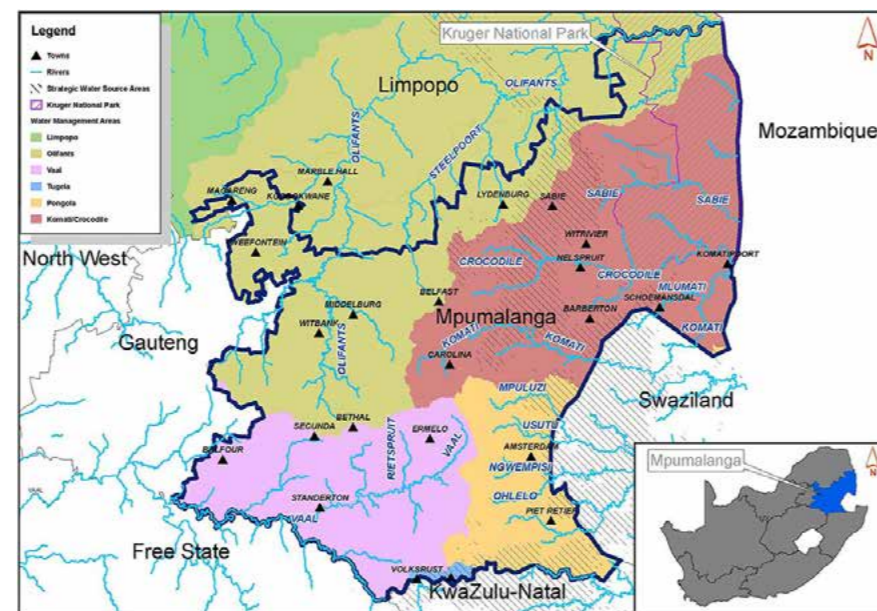 Legend
Towns
Rivers
Strategic Water Source Areas
Kruger National Park
Water Management Areas
Limpopo
Olifants
Vaal
Tugela
Pongola
Komati/Crocodile
Kruger National Park
N
Limpopo
OLIFANTS
Mozambique
OLIFANTS
STEELPOORT
MARBLE HALL
LYDENBURG
SABIE
SABIE
SABIE
North West
WITRIVIER
NELSPRUIT
CROCODILE
CROCODILE
KOMATIPOORT
MLUMATI
SCHOEMANSDAL
KOMATI
BELFAST
Mpumalanga
BARBERTON
MIDDELBURG
WITBANK
OLIFANTS
Gauteng
KOMATI
KOMATI
CAROLINA
Swaziland
MPULUZI
USUTU
BETHAL
SECUNDA
ERMELO
RIETSPRUIT
VAAL
AMSTERDAM
NGWEMPISI
BALFOUR
OHLELO
STANDERTON
VAAL
PIET RETIEF
VAAL
Free State
VOLKSRUST
KwaZulu-Natal
Mpumalanga
N